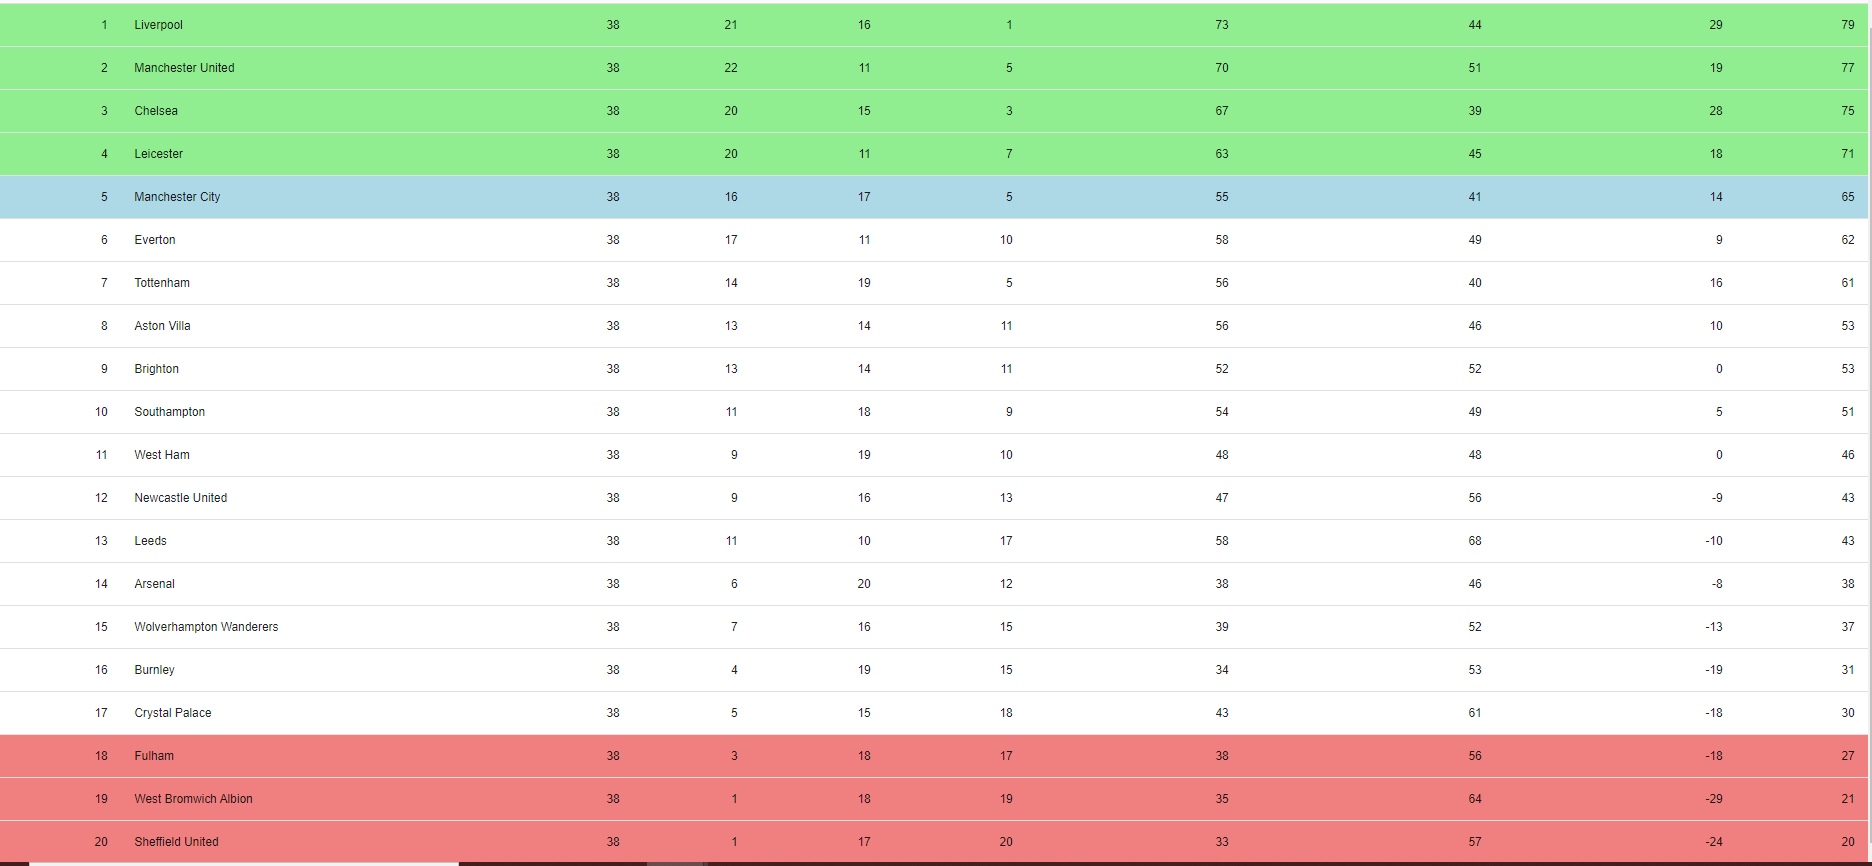 1 Liverpool 38 21 16 1 73 44 29 79
2 Manchester United 38 22 11 5 70 51 19 77
3 Chelsea 38 20 15 3 67 39 28 75
4 Leicester 38 20 11 7 63 45 18 71
5 Manchester City 38 16 17 5 55 41 14 65
6 Everton 38 17 11 10 58 49 9 62
7 Tottenham 38 14 19 5 56 40 16 61
8 Aston Villa 38 13 14 11 56 46 10 53
9 Brighton 38 13 14 11 52 52 0 53
10 Southampton 38 11 18 9 54 49 5 51
11 West Ham 38 9 19 10 48 48 0 46
12 Newcastle United 38 9 16 13 47 56 -9 43
13 Leeds 38 11 10 17 58 68 -10 43
14 Arsenal 38 6 20 12 38 46 -8 38
15 Wolverhampton Wanderers 38 7 16 15 39 52 -13 37
16 Burnley 38 4 19 15 34 53 -19 31
17 Crystal Palace 38 5 15 18 43 61 -18 30
18 Fulham 38 3 18 17 38 56 -18 27
19 West Bromwich Albion 38 1 18 19 35 64 -29 21
20 Sheffield United 38 1 17 20 33 57 -24 20